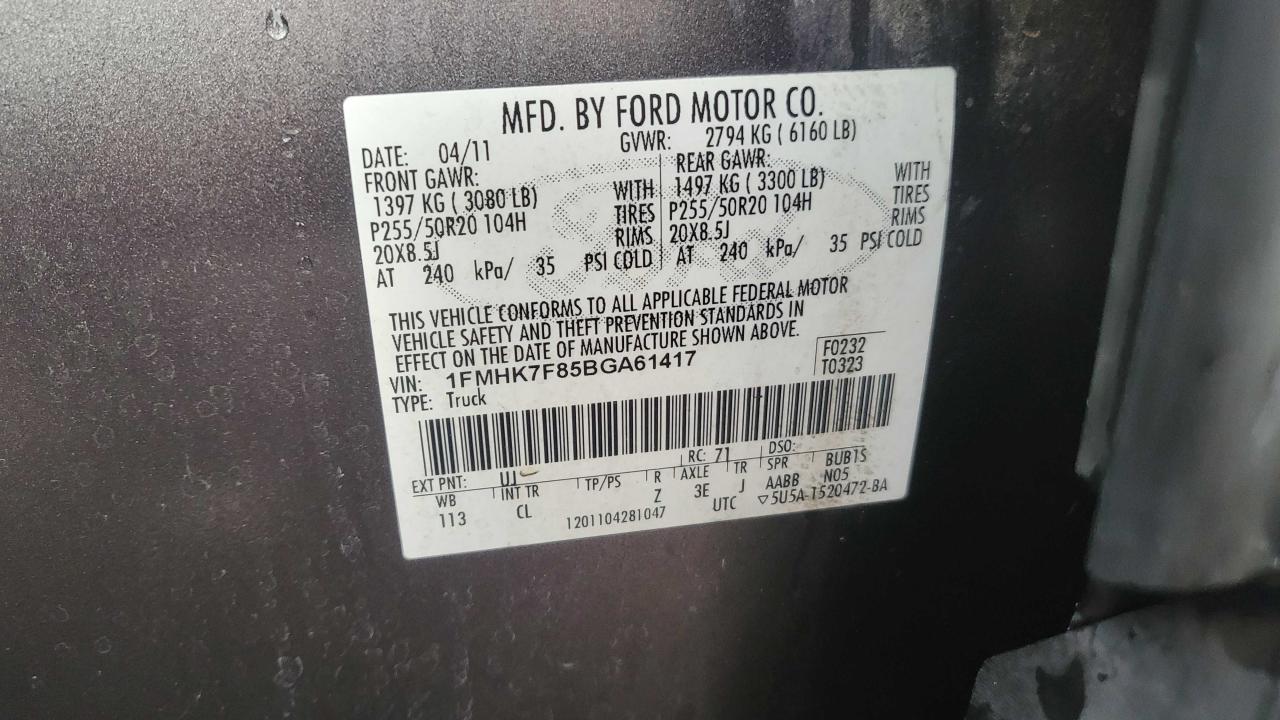 MFD. BY FORD MOTOR CO.
DATE: 04/11 GVWR: 2794 KG ( 6160 LB)
FRONT GAWR: REAR GAWR:
1397 KG ( 3080 LB) WITH 1497 KG ( 3300 LB) WITH
P255/50R20 104H TIRES P255/50R20 104H TIRES
20X8.5J RIMS 20X8.5J RIMS
AT 240 kPa/ 35 PSI COLD AT 240 kPa/ 35 PSI COLD
THIS VEHICLE CONFORMS TO ALL APPLICABLE FEDERAL MOTOR
VEHICLE SAFETY AND THEFT PREVENTION STANDARDS IN
EFFECT ON THE DATE OF MANUFACTURE SHOWN ABOVE.
VIN: 1FMHK7F85BGA61417 F0232
TYPE: Truck T0323
EXT PNT: UJ RC: 71 DSO:
WB INT TR TP/PS R AXLE TR SPR BUB1S
113 CL Z 3E J AABB N05
1201104281047 UTC ▽5U5A-1520472-BA